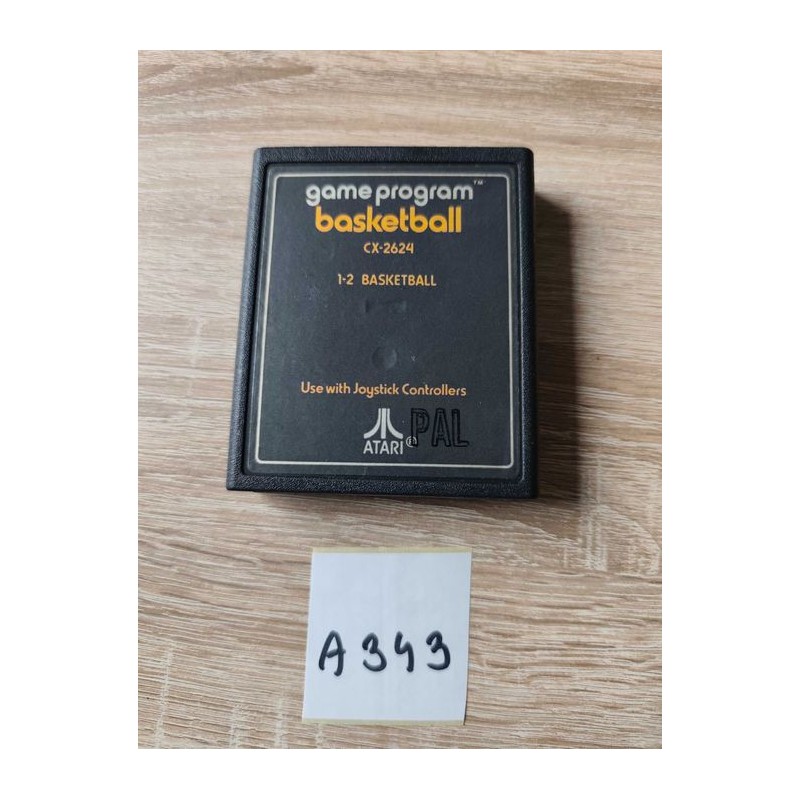 game program™
basketball
CX-2624
1-2 BASKETBALL
Use with Joystick Controllers
PAL
ATARI®
A343